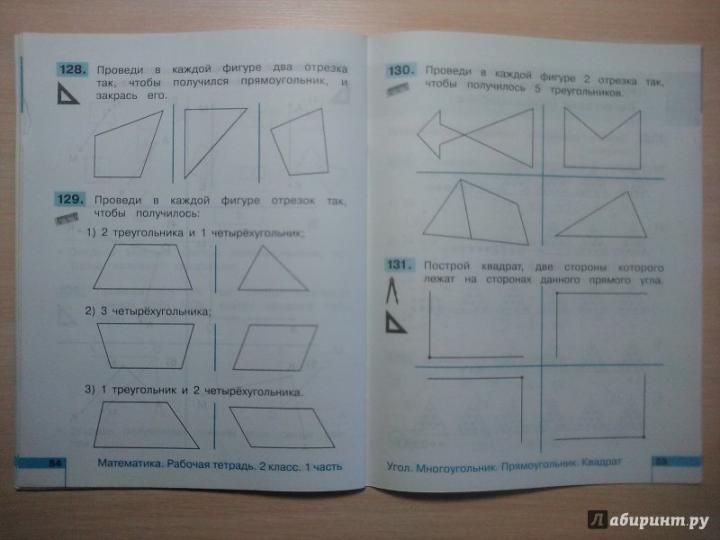 128. Проведи в каждой фигуре два отрезка
так, чтобы получился прямоугольник, и
закрась его.
129. Проведи в каждой фигуре отрезок так,
чтобы получилось:
1) 2 треугольника и 1 четырёхугольник;
2) 3 четырёхугольника;
3) 1 треугольник и 2 четырёхугольника.
54
Математика. Рабочая тетрадь. 2 класс. 1 часть
130. Проведи в каждой фигуре 2 отрезка так,
чтобы получилось 5 треугольников.
131. Построй квадрат, две стороны которого
лежат на сторонах данного прямого угла.
Угол. Многоугольник. Прямоугольник. Квадрат
55
Лабиринт.ру